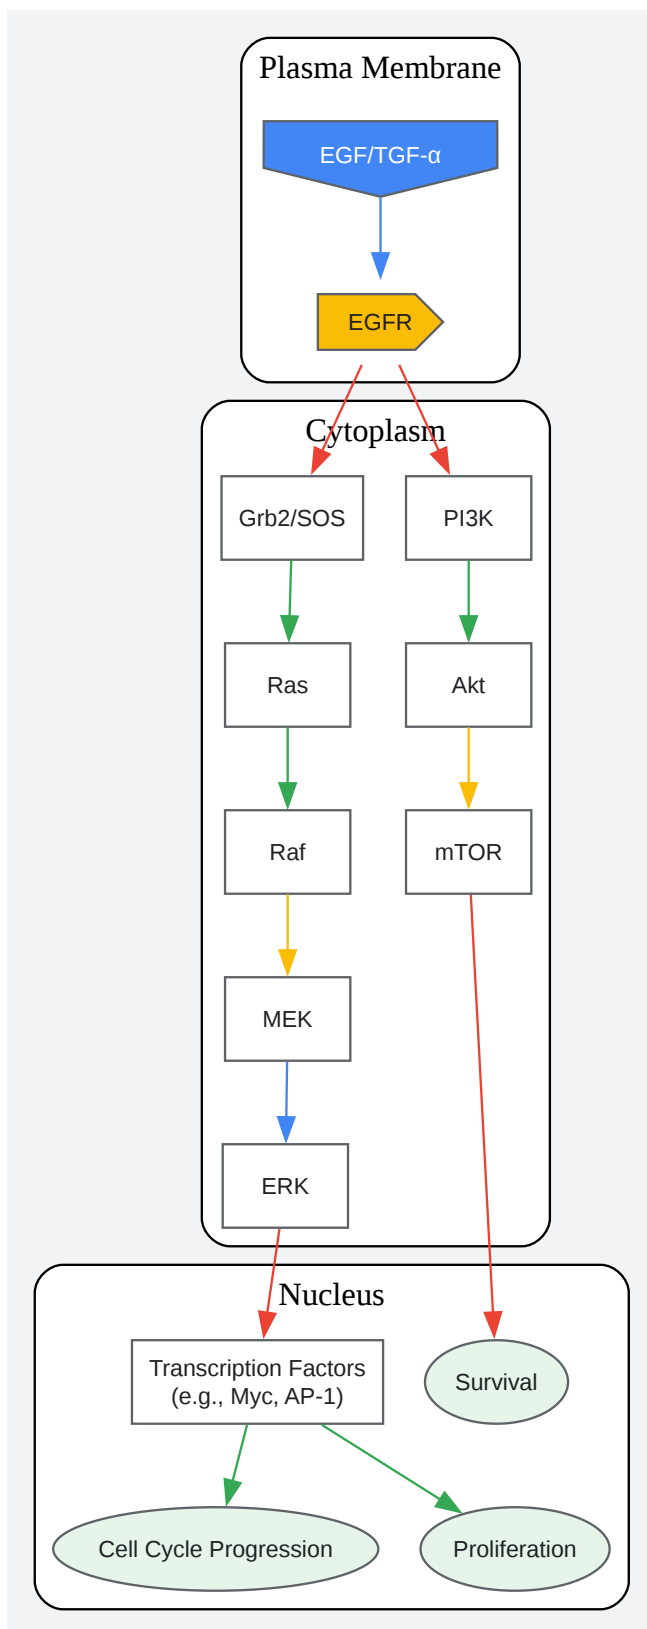 Plasma Membrane
EGF/TGF-α
EGFR
Cytoplasm
Grb2/SOS
PI3K
Ras
Akt
Raf
mTOR
MEK
ERK
Nucleus
Transcription Factors
(e.g., Myc, AP-1)
Survival
Cell Cycle Progression
Proliferation